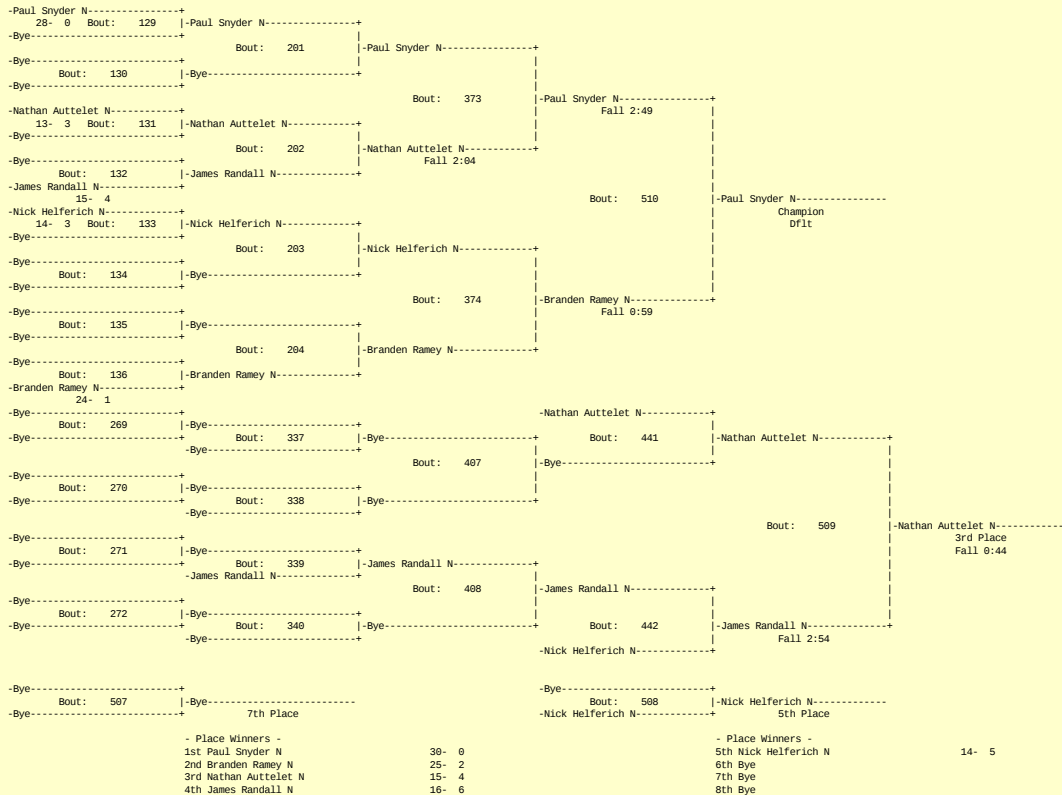 -Paul Snyder N----------------+
28-  0   Bout:    129    |-Paul Snyder N---------------+
-Bye--------------------------+                             |
                                        Bout:    201         |-Paul Snyder N---------------+
-Bye--------------------------+                             |                              |
         Bout:    130    |-Bye--------------------------+                              |
-Bye--------------------------+                                                            |
                                                                      Bout:    373         |-Paul Snyder N---------------+
-Nathan Auttelet N------------+                                                            |           Fall 2:49              |
13-  3   Bout:    131    |-Nathan Auttelet N------------+                              |                              |
-Bye--------------------------+                             |                              |                              |
                                        Bout:    202         |-Nathan Auttelet N------------+                              |
-Bye--------------------------+                             |           Fall 2:04                                             |
         Bout:    132    |-James Randall N--------------+                                                             |
-James Randall N--------------+                                                                                           |
15-  4                                                                                               Bout:    510         |-Paul Snyder N----------------
-Nick Helferich N-------------+                                                                                           |           Champion
14-  3   Bout:    133    |-Nick Helferich N-------------+                                                             |             Dflt
-Bye--------------------------+                             |                                                             |
                                        Bout:    203         |-Nick Helferich N-------------+                              |
-Bye--------------------------+                             |                              |                              |
         Bout:    134    |-Bye--------------------------+                              |                              |
-Bye--------------------------+                                                            |                              |
                                                                      Bout:    374         |-Branden Ramey N--------------+
-Bye--------------------------+                                                            |           Fall 0:59
         Bout:    135    |-Bye--------------------------+                              |
-Bye--------------------------+                             |                              |
                                        Bout:    204         |-Branden Ramey N--------------+
-Bye--------------------------+                             |
         Bout:    136    |-Branden Ramey N--------------+
-Branden Ramey N--------------+
24-  1
-Bye--------------------------+                                                            -Nathan Auttelet N------------+
         Bout:    269    |-Bye--------------------------+                                                             |
-Bye--------------------------+         Bout:    337         |-Bye--------------------------+         Bout:    441         |-Nathan Auttelet N------------+
                              -Bye--------------------------+                              |                              |                              |
                                                                      Bout:    407         |-Bye--------------------------+                              |
-Bye--------------------------+                                                            |                                                             |
         Bout:    270    |-Bye--------------------------+                              |                                                             |
-Bye--------------------------+         Bout:    338         |-Bye--------------------------+                                                             |
                              -Bye--------------------------+                                                                                            |
                                                                                                                                  Bout:    509         |-Nathan Auttelet N-----------
-Bye--------------------------+                                                                                                                          |           3rd Place
         Bout:    271    |-Bye--------------------------+                                                                                            |           Fall 0:44
-Bye--------------------------+         Bout:    339         |-James Randall N--------------+                                                             |
                              -James Randall N--------------+                              |                                                             |
                                                                      Bout:    408         |-James Randall N--------------+                              |
-Bye--------------------------+                                                            |                              |                              |
         Bout:    272    |-Bye--------------------------+                              |                              |                              |
-Bye--------------------------+         Bout:    340         |-Bye--------------------------+         Bout:    442         |-James Randall N--------------+
                              -Bye--------------------------+                                                             |           Fall 2:54
                                                                                           -Nick Helferich N-------------+
-Bye--------------------------+                                                            -Bye--------------------------+
         Bout:    507    |-Bye-------------------------                                         Bout:    508         |-Nick Helferich N-------------
-Bye--------------------------+           7th Place                                        -Nick Helferich N-------------+           5th Place
- Place Winners -                                                                          - Place Winners -
1st Paul Snyder N                         30-  0                                           5th Nick Helferich N                      14-  5
2nd Branden Ramey N                       25-  2                                           6th Bye
3rd Nathan Auttelet N                     15-  4                                           7th Bye
4th James Randall N                       16-  6                                           8th Bye